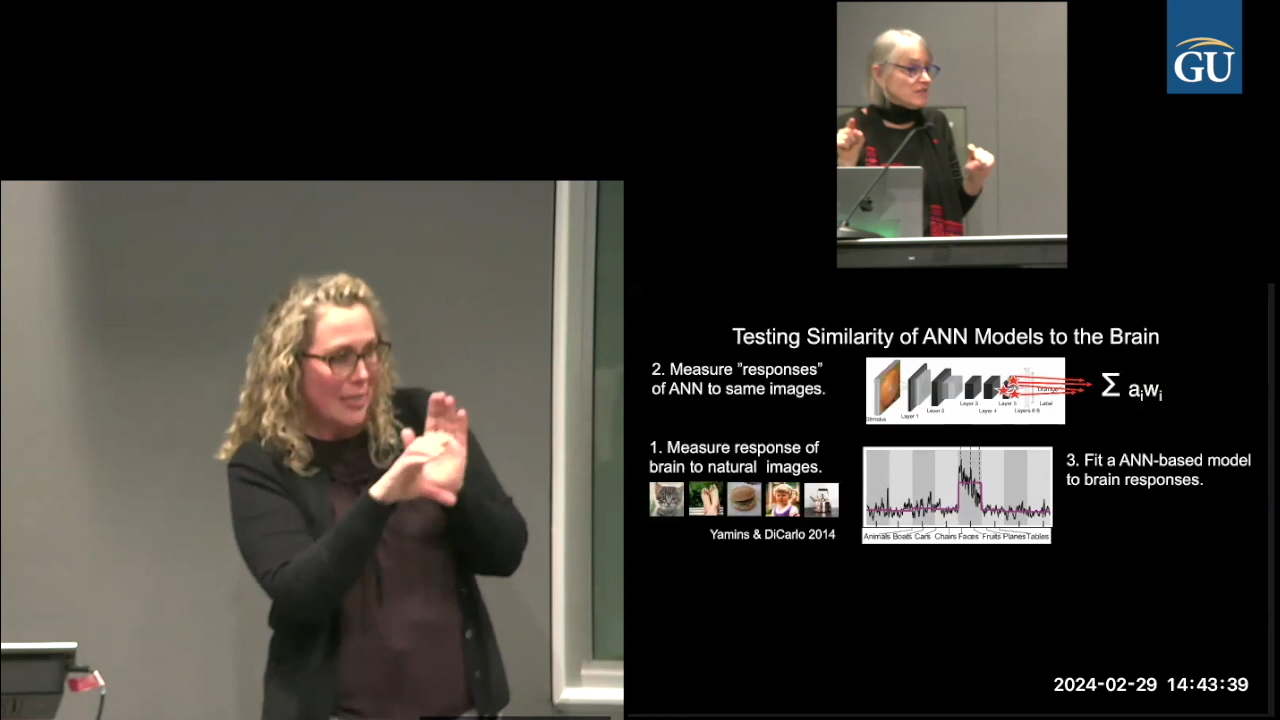 GU
Testing Similarity of ANN Models to the Brain
2. Measure ”responses”
of ANN to same images.
Stimulus
Layer 1
Layer 2
Layer 3
Layer 4
Layer 5
Layers 6-8
Label
Σ aᵢwᵢ
1. Measure response of
brain to natural images.
Yamins & DiCarlo 2014
Animals Boats Cars Chairs Faces Fruits Planes Tables
3. Fit a ANN-based model
to brain responses.
2024-02-29 14:43:39